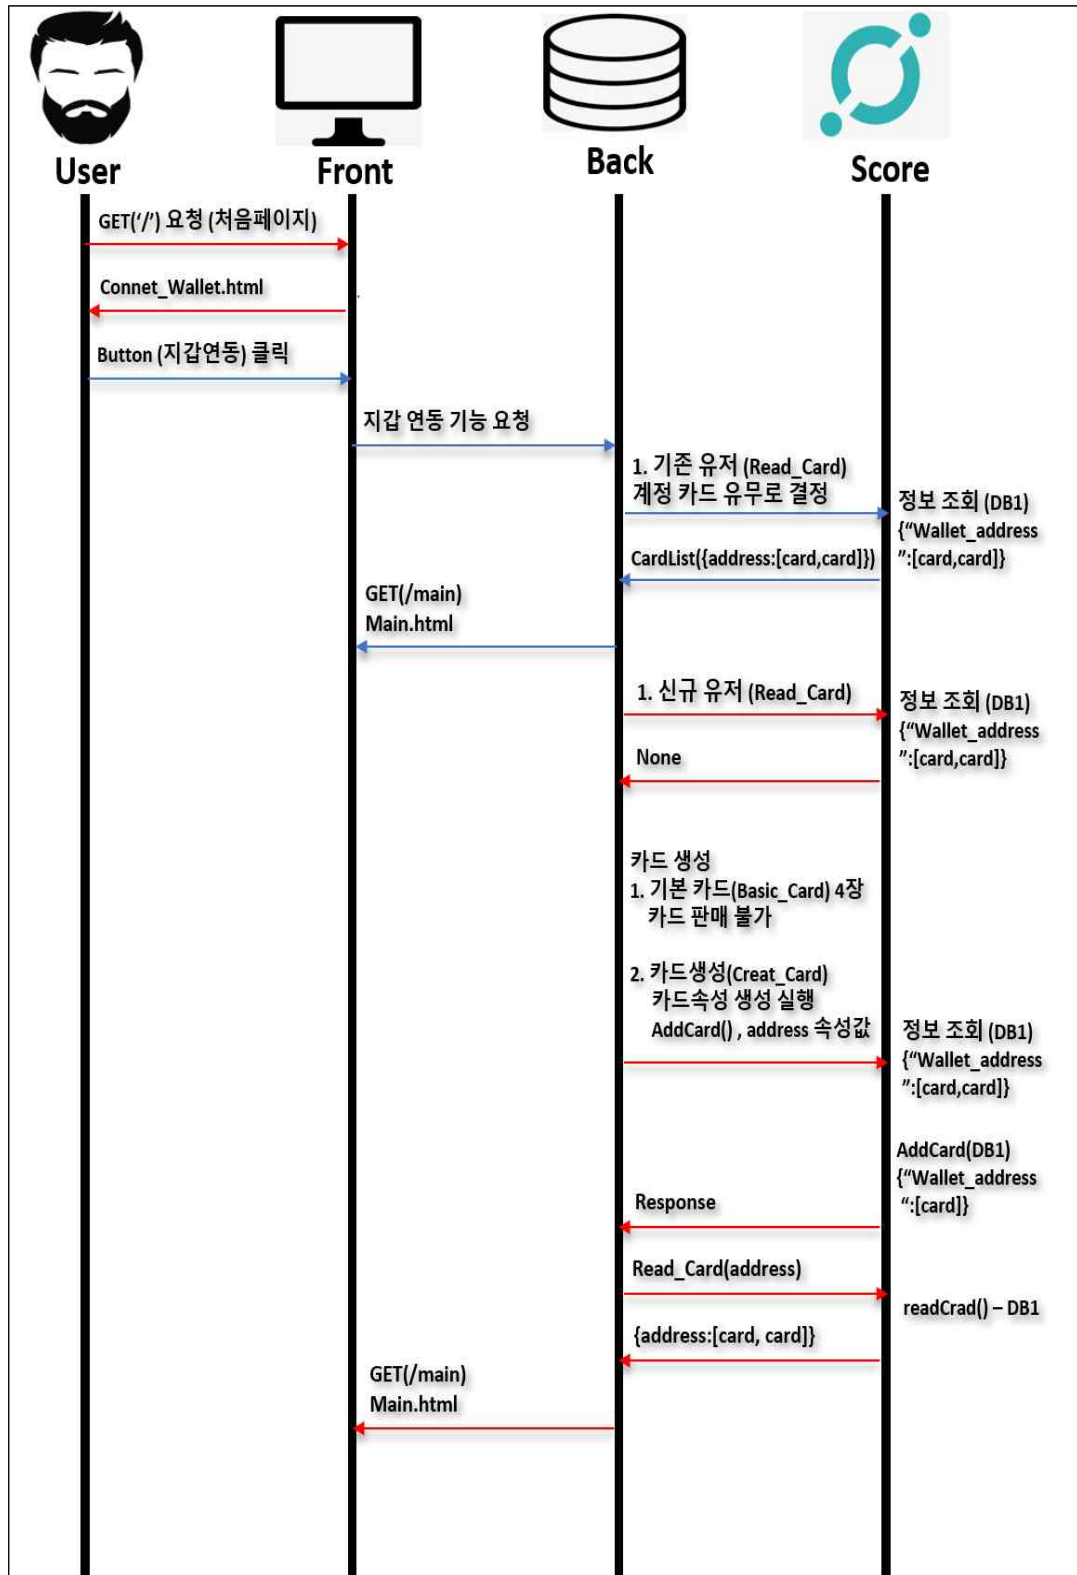 User
Front
Back
Score
GET(‘/’) 요청 (처음페이지)
Connet_Wallet.html
Button (지갑연동) 클릭
지갑 연동 기능 요청
1. 기존 유저 (Read_Card)
계정 카드 유무로 결정
정보 조회 (DB1)
{“Wallet_address
”:[card,card]}
CardList({address:[card,card]})
GET(/main)
Main.html
1. 신규 유저 (Read_Card)
정보 조회 (DB1)
{“Wallet_address
”:[card,card]}
None
카드 생성
1. 기본 카드(Basic_Card) 4장
카드 판매 불가
2. 카드생성(Creat_Card)
카드속성 생성 실행
AddCard() , address 속성값
정보 조회 (DB1)
{“Wallet_address
”:[card,card]}
AddCard(DB1)
{“Wallet_address
“:[card]}
Response
Read_Card(address)
readCrad() – DB1
{address:[card, card]}
GET(/main)
Main.html